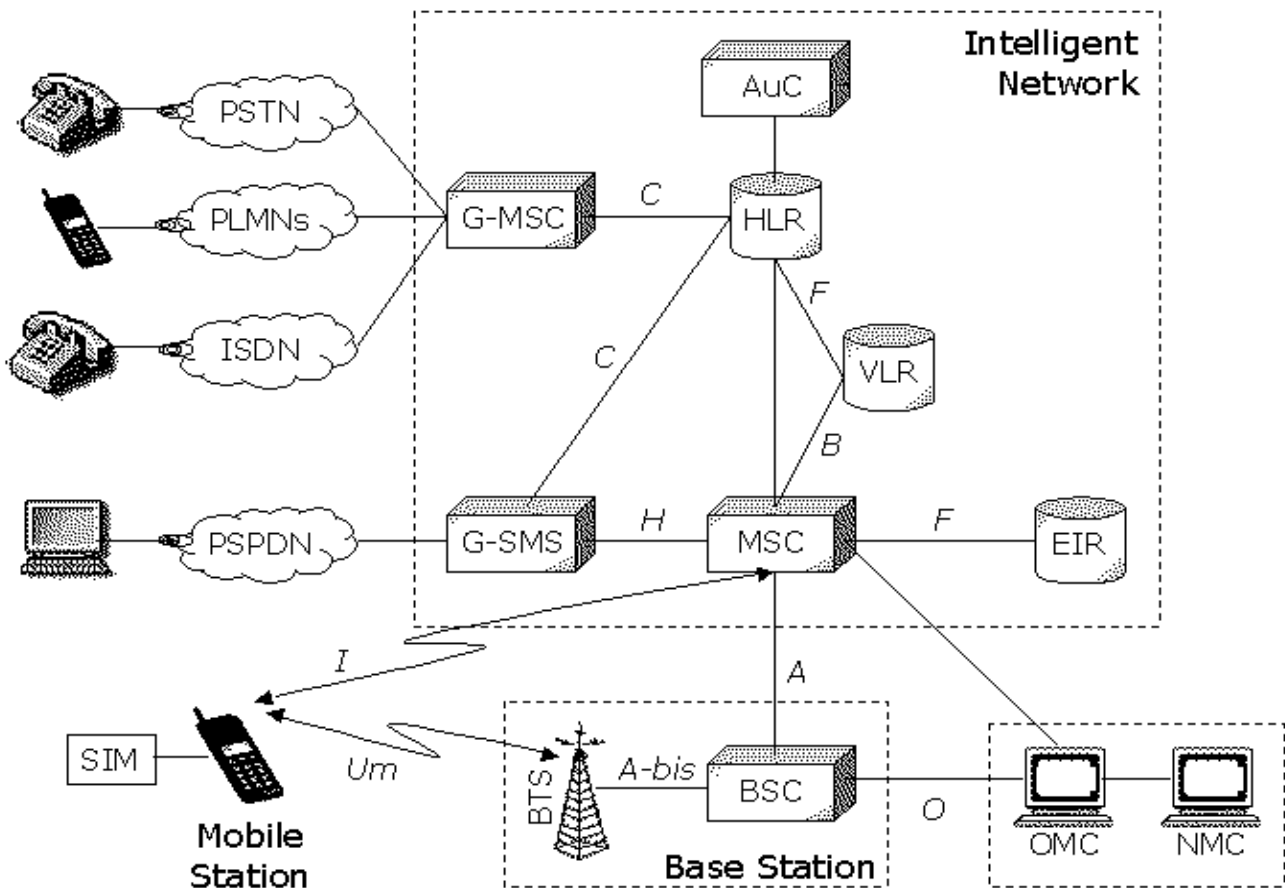 Intelligent
Network
AuC
PSTN
PLMNs
G-MSC
C
HLR
F
ISDN
C
VLR
B
PSPDN
G-SMS
H
MSC
F
EIR
I
A
SIM
Um
BTS
A-bis
BSC
O
OMC
NMC
Mobile
Station
Base Station